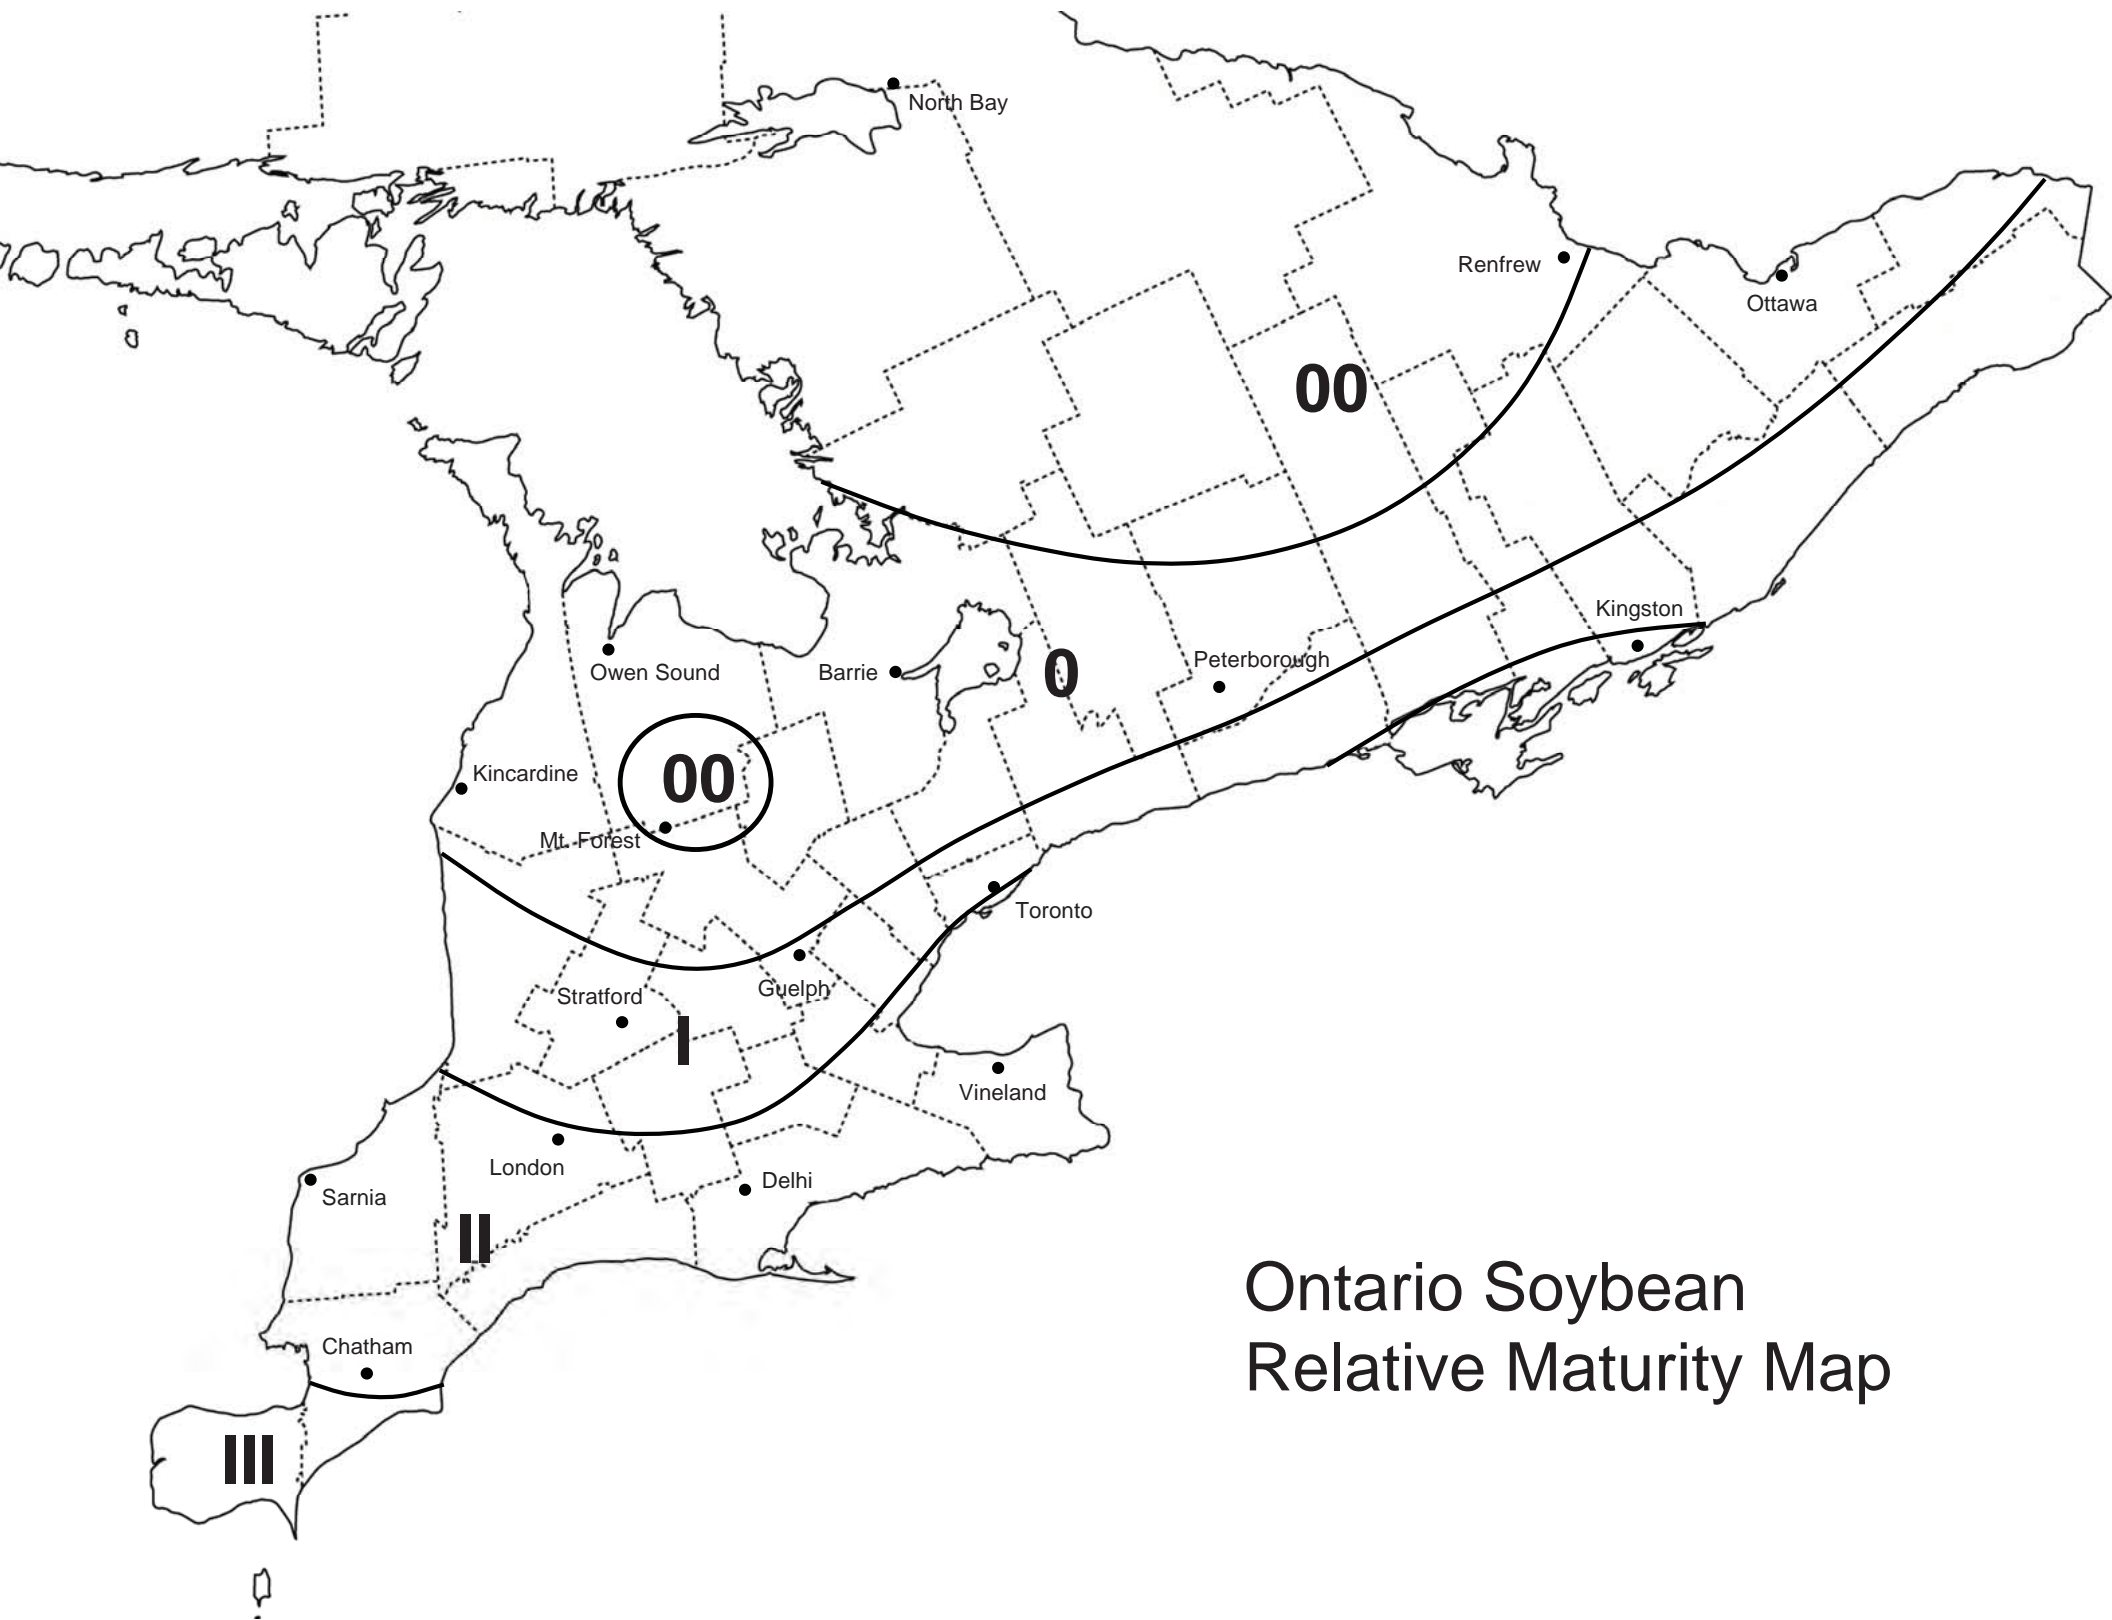 North Bay
Renfrew
Ottawa
00
Kingston
Owen Sound
Barrie
0
Peterborough
Kincardine
00
Mt. Forest
Toronto
Stratford
Guelph
I
Vineland
London
Delhi
Sarnia
II
Ontario Soybean
Relative Maturity Map
Chatham
III